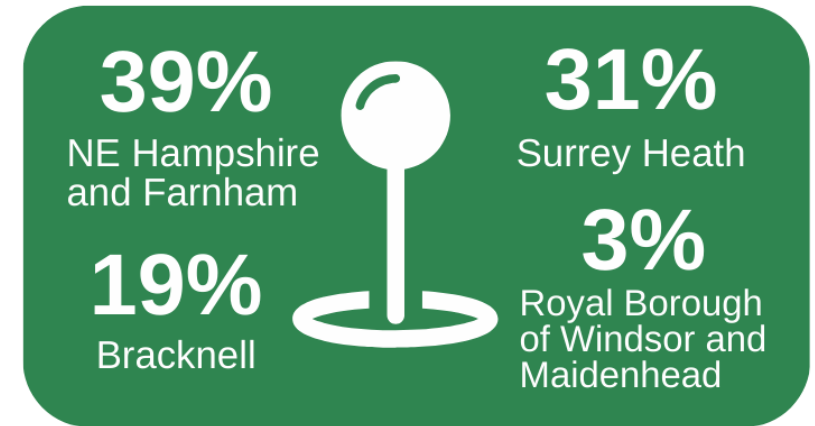 39%
NE Hampshire
and Farnham
19%
Bracknell
31%
Surrey Heath
3%
Royal Borough
of Windsor and
Maidenhead